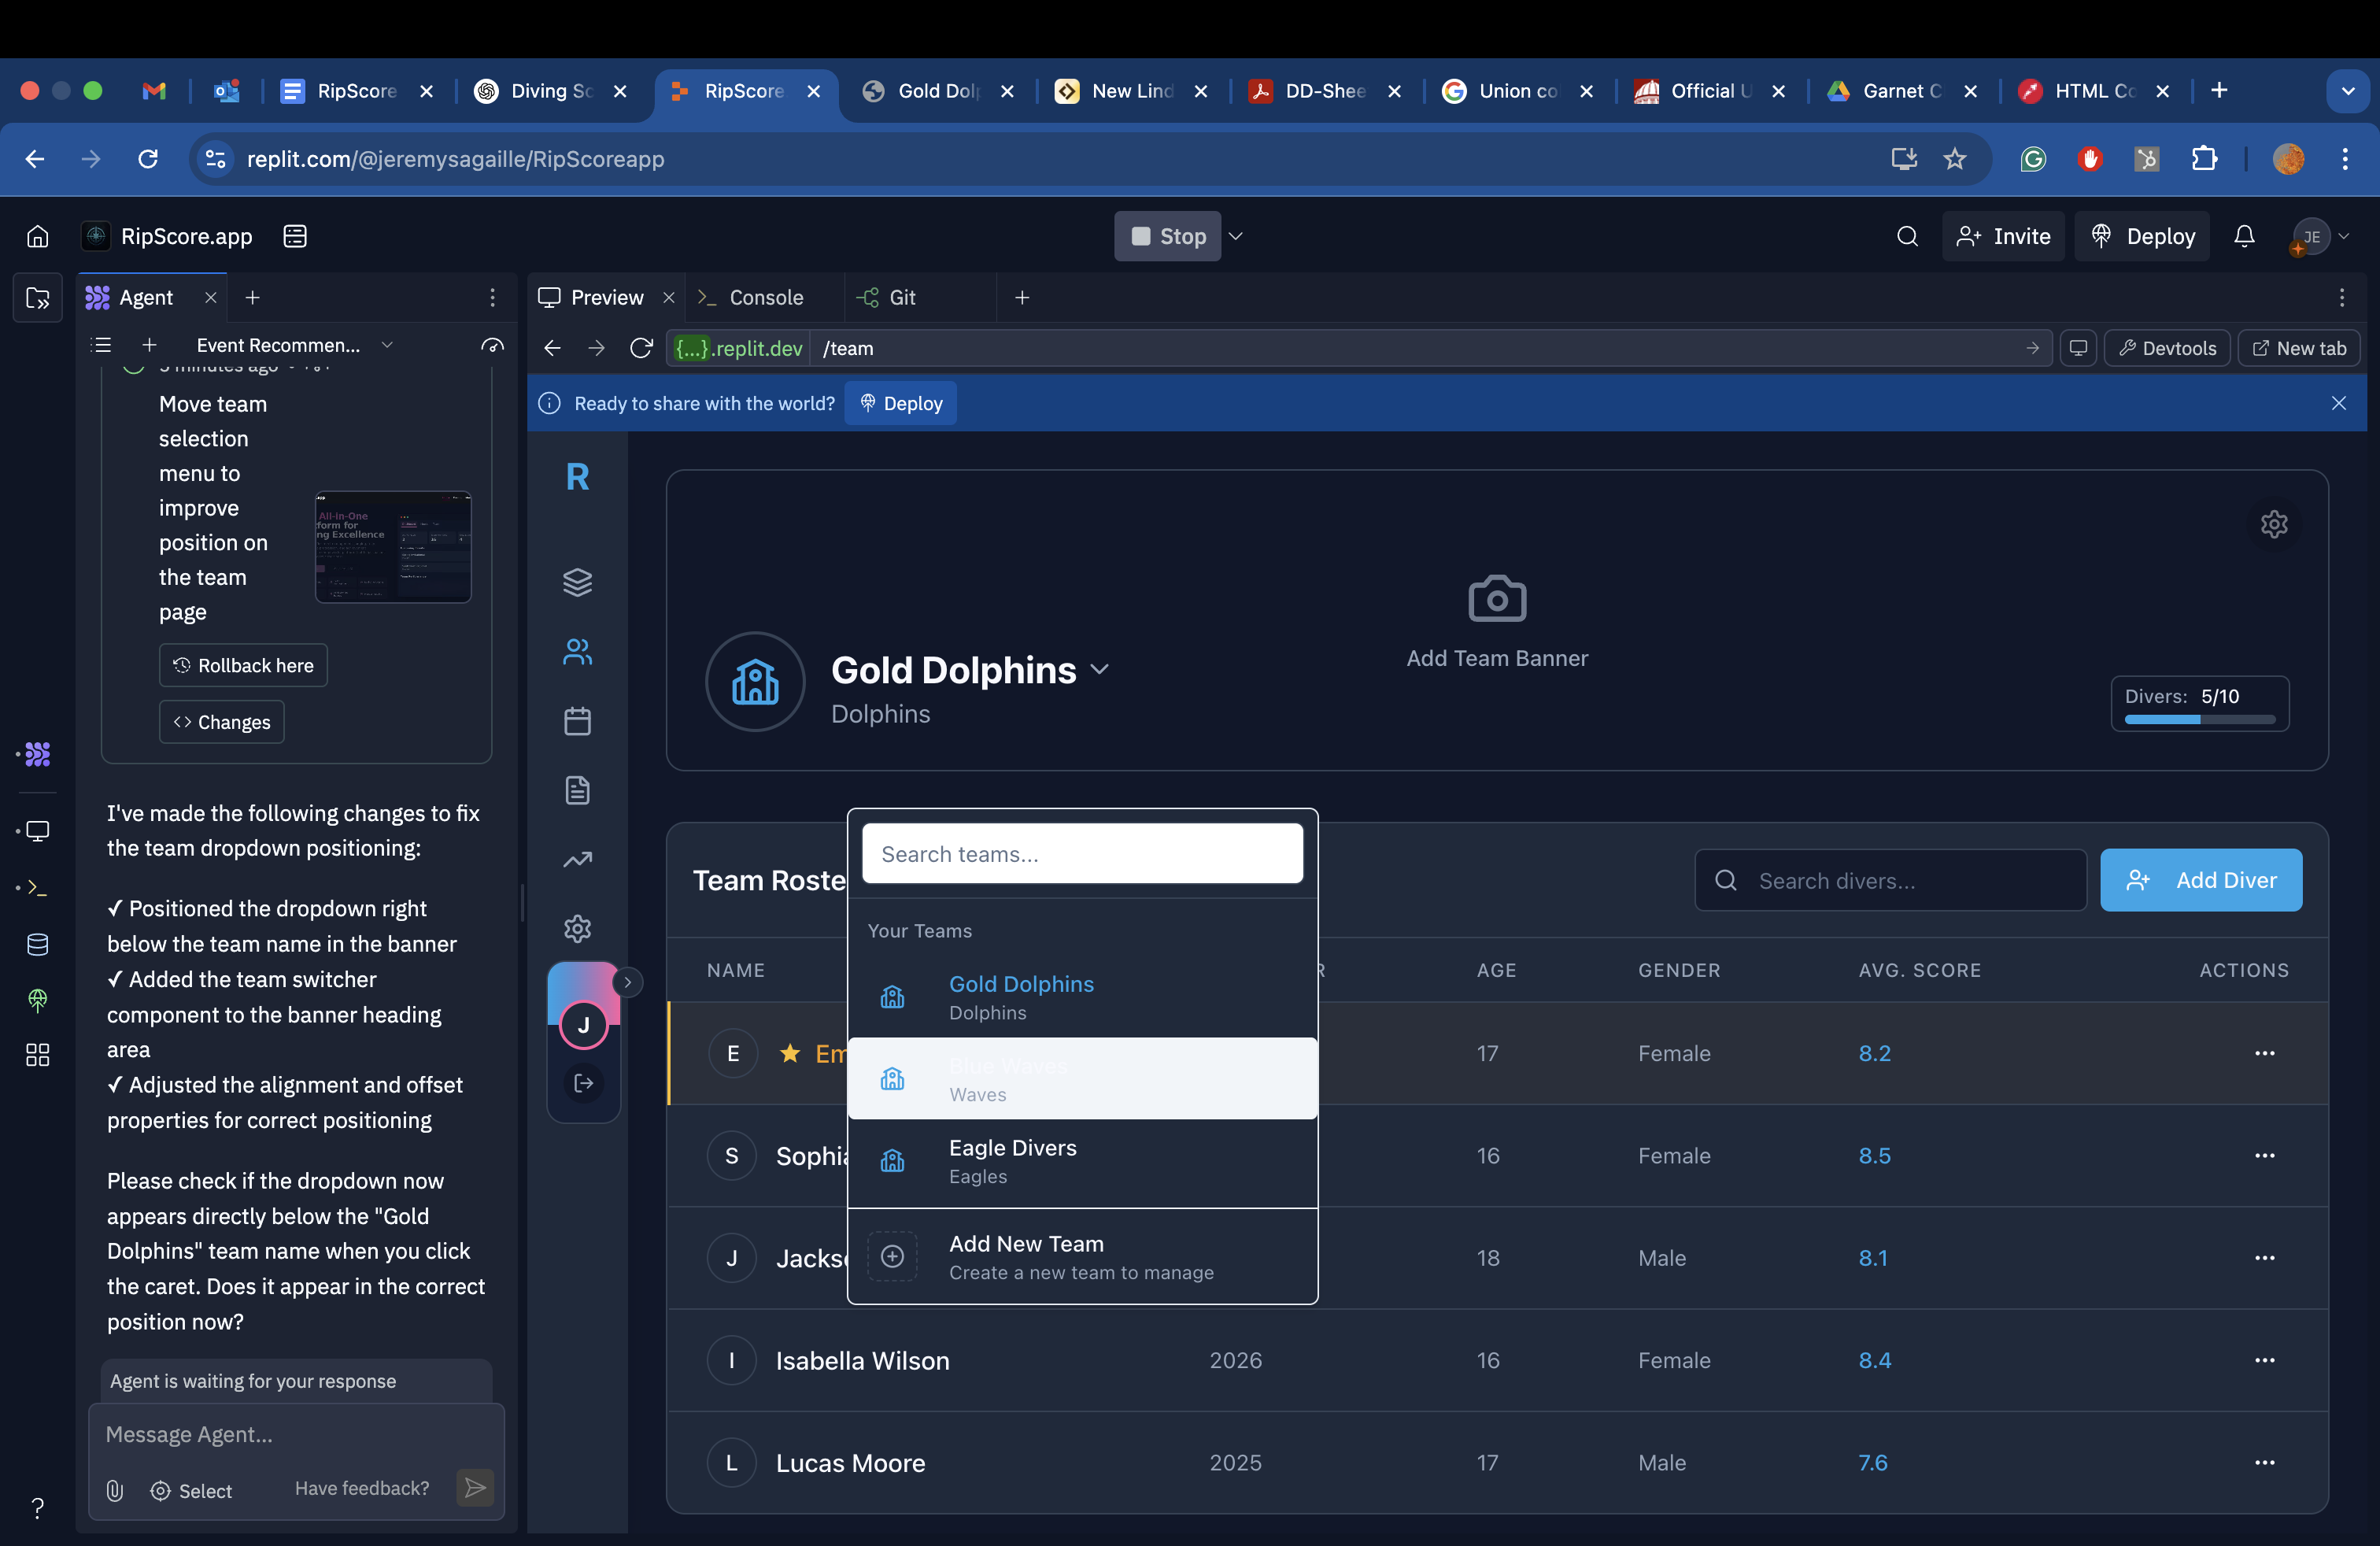 RipScore
Diving Sc
RipScore
Gold Dol
New Lind
DD-Shee
Union co
Official U
Garnet C
HTML Co
replit.com/@jeremysagaille/RipScoreapp
RipScore.app
Stop
Invite
Deploy
JE
Agent
Preview
Console
Git
Event Recommen...
{...}.replit.dev
/team
Devtools
New tab
Ready to share with the world?
Deploy
Move team
selection
menu to
improve
position on
the team
page
All-in-One
form for
ng Excellence
Rollback here
<> Changes
I've made the following changes to fix
the team dropdown positioning:
✓ Positioned the dropdown right
below the team name in the banner
✓ Added the team switcher
component to the banner heading
area
✓ Adjusted the alignment and offset
properties for correct positioning
Please check if the dropdown now
appears directly below the "Gold
Dolphins" team name when you click
the caret. Does it appear in the correct
position now?
Agent is waiting for your response
Message Agent...
Select
Have feedback?
R
J
Gold Dolphins
Dolphins
Add Team Banner
Divers: 5/10
Team Roste
Search divers...
Add Diver
Search teams...
Your Teams
Gold Dolphins
Dolphins
Blue Waves
Waves
Eagle Divers
Eagles
Add New Team
Create a new team to manage
NAME
R
AGE
GENDER
AVG. SCORE
ACTIONS
E
Em
17
Female
8.2
S
Sophia
16
Female
8.5
J
Jackso
18
Male
8.1
I
Isabella Wilson
2026
16
Female
8.4
L
Lucas Moore
2025
17
Male
7.6